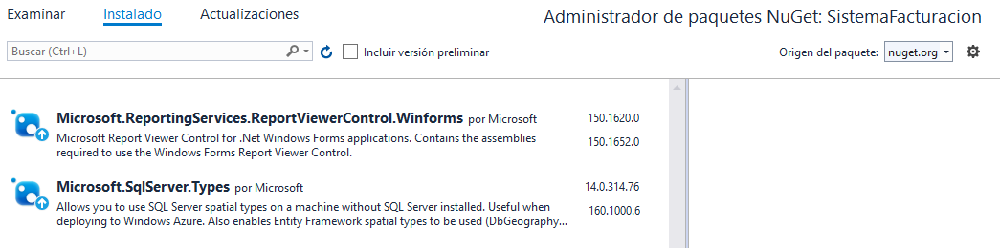 Examinar Instalado Actualizaciones Administrador de paquetes NuGet: SistemaFacturacion
Buscar (Ctrl+L) Incluir versión preliminar Origen del paquete: nuget.org
Microsoft.ReportingServices.ReportViewerControl.Winforms por Microsoft 150.1620.0
Microsoft Report Viewer Control for .Net Windows Forms applications. Contains the assemblies 150.1652.0
required to use the Windows Forms Report Viewer Control.
Microsoft.SqlServer.Types por Microsoft 14.0.314.76
Allows you to use SQL Server spatial types on a machine without SQL Server installed. Useful when 160.1000.6
deploying to Windows Azure. Also enables Entity Framework spatial types to be used (DbGeography...